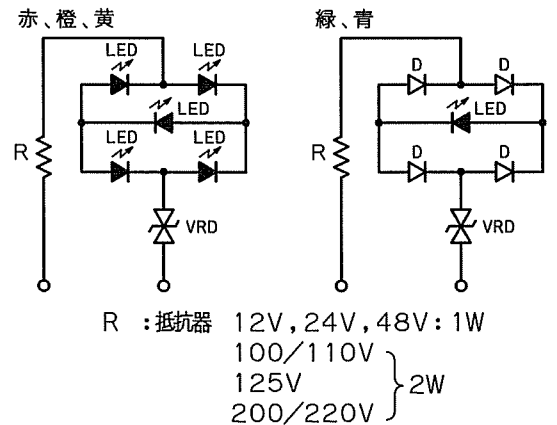 赤、橙、黄
緑、青
LED
LED
LED
LED
LED
R
VRD
D
D
LED
D
D
R
VRD
R :抵抗器 12V,24V,48V:1W
100/110V
125V
200/220V
2W